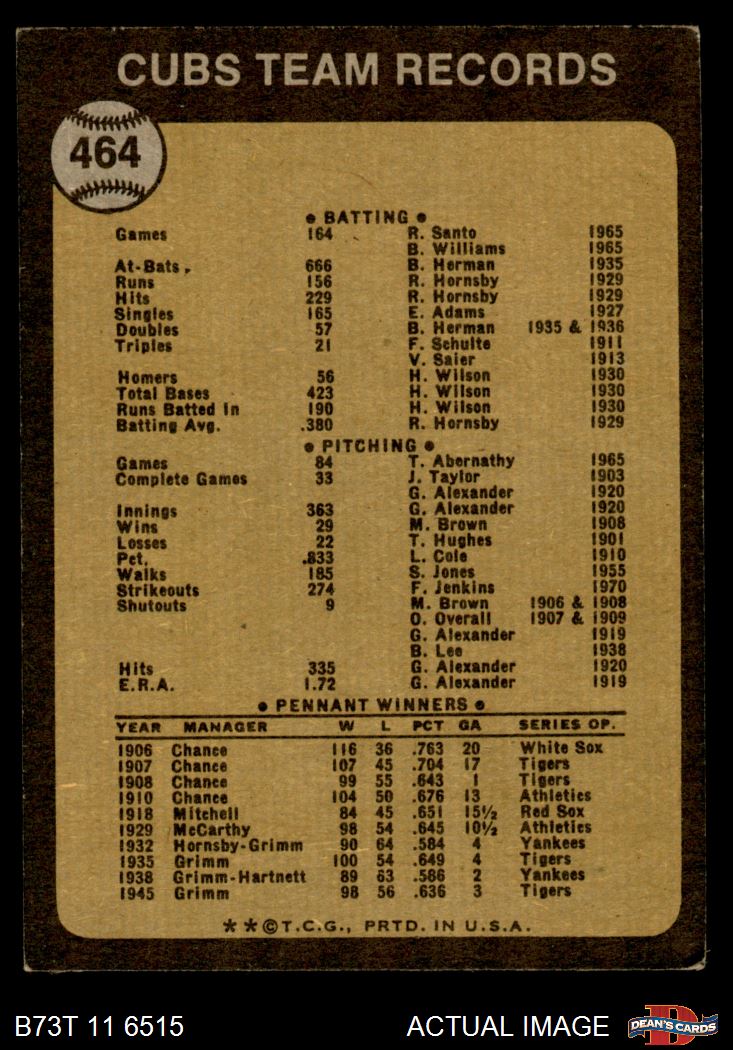 CUBS TEAM RECORDS
464
● BATTING ●
Games 164 R. Santo 1965
B. Williams 1965
At-Bats 666 B. Herman 1935
Runs 156 R. Hornsby 1929
Hits 229 R. Hornsby 1929
Singles 165 E. Adams 1927
Doubles 57 B. Herman 1935 & 1936
Triples 21 F. Schulte 1911
V. Saier 1913
Homers 56 H. Wilson 1930
Total Bases 423 H. Wilson 1930
Runs Batted In 190 H. Wilson 1930
Batting Avg. .380 R. Hornsby 1929
● PITCHING ●
Games 84 T. Abernathy 1965
Complete Games 33 J. Taylor 1903
G. Alexander 1920
Innings 363 G. Alexander 1920
Wins 29 M. Brown 1908
Losses 22 T. Hughes 1901
Pct. .833 L. Cole 1910
Walks 185 S. Jones 1955
Strikeouts 274 F. Jenkins 1970
Shutouts 9 M. Brown 1906 & 1908
O. Overall 1907 & 1909
G. Alexander 1919
B. Lee 1938
Hits 335 G. Alexander 1920
E.R.A. 1.72 G. Alexander 1919
● PENNANT WINNERS ●
YEAR MANAGER W L PCT GA SERIES OP.
1906 Chance 116 36 .763 20 White Sox
1907 Chance 107 45 .704 17 Tigers
1908 Chance 99 55 .643 1 Tigers
1910 Chance 104 50 .676 13 Athletics
1918 Mitchell 84 45 .651 15½ Red Sox
1929 McCarthy 98 54 .645 10½ Athletics
1932 Hornsby-Grimm 90 64 .584 4 Yankees
1935 Grimm 100 54 .649 4 Tigers
1938 Grimm-Hartnett 89 63 .586 2 Yankees
1945 Grimm 98 56 .636 3 Tigers
★★©T.C.G., PRTD. IN U.S.A.
B73T 11 6515 ACTUAL IMAGE DEAN'S CARDS